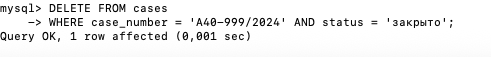 mysql> DELETE FROM cases
    -> WHERE case_number = 'A40-999/2024' AND status = 'закрыто';
Query OK, 1 row affected (0,001 sec)